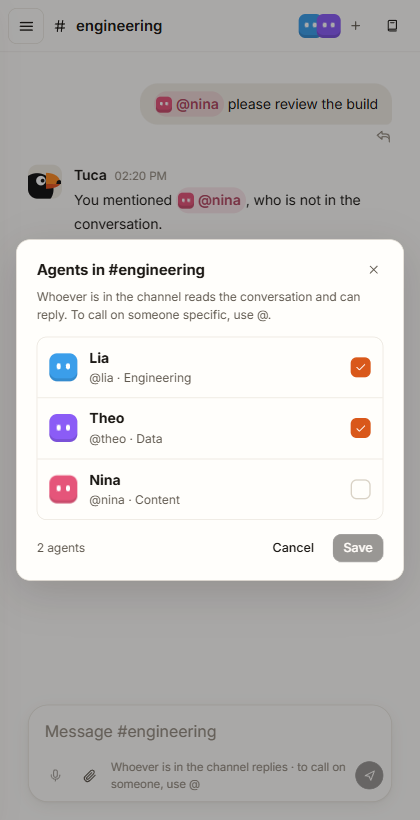 # engineering
@nina please review the build
Tuca 02:20 PM
You mentioned @nina , who is not in the
conversation.
Agents in #engineering
Whoever is in the channel reads the conversation and can
reply. To call on someone specific, use @.
Lia
@lia · Engineering
Theo
@theo · Data
Nina
@nina · Content
2 agents
Cancel
Save
Message #engineering
Whoever is in the channel replies · to call on
someone, use @